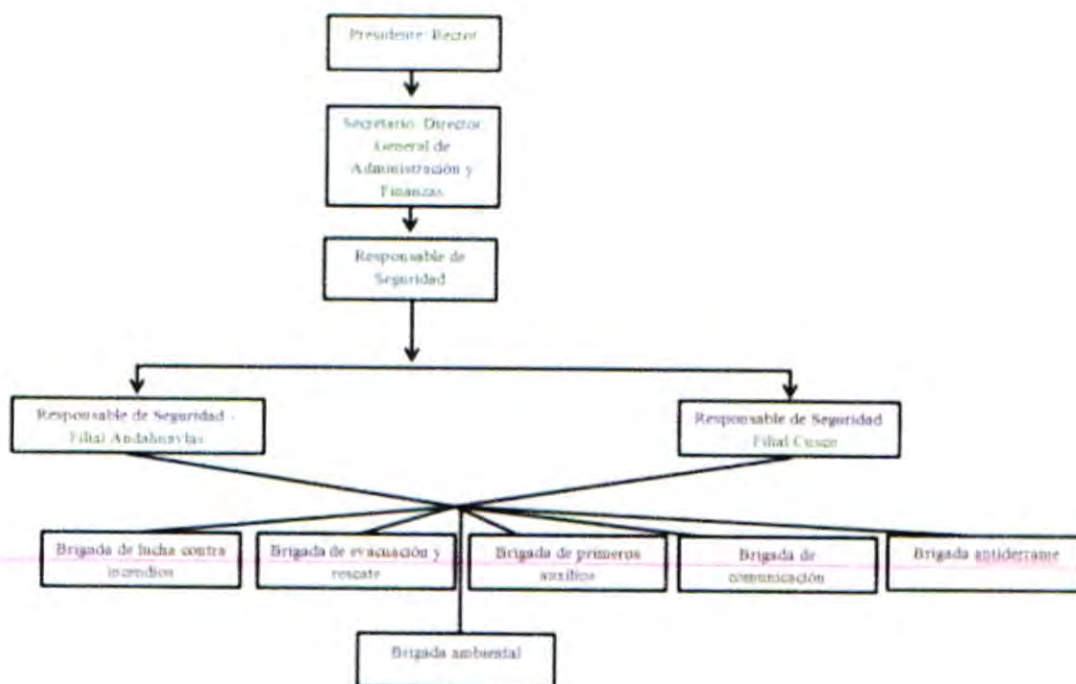 Presidente: Rector
Secretario: Director
General de
Administración y
Finanzas
Responsable de
Seguridad
Responsable de Seguridad -
Filial Andahuaylas
Responsable de Seguridad
Filial Cusco
Brigada de lucha contra
incendios
Brigada de evacuación y
rescate
Brigada de primeros
auxilios
Brigada de
comunicación
Brigada antiderrame
Brigada ambiental